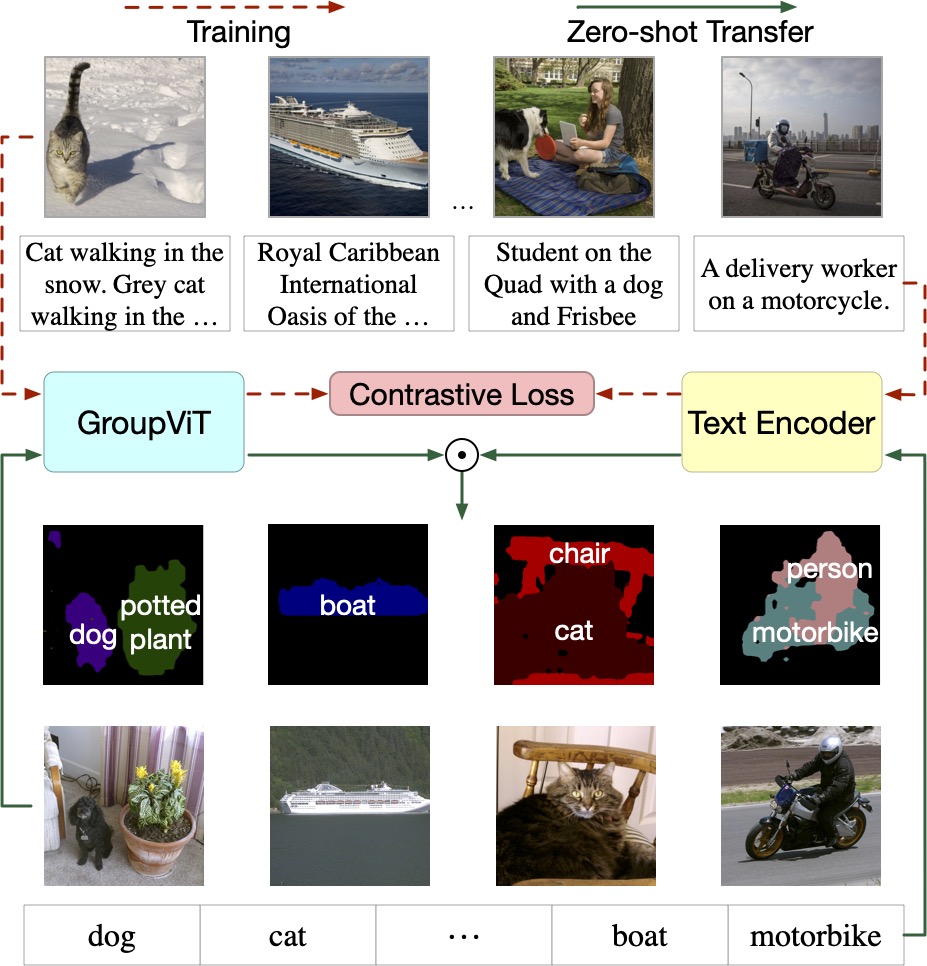 Training
Zero-shot Transfer
...
Cat walking in the
snow. Grey cat
walking in the ...
Royal Caribbean
International
Oasis of the ...
Student on the
Quad with a dog
and Frisbee
A delivery worker
on a motorcycle.
GroupViT
Contrastive Loss
Text Encoder
dog
potted
plant
boat
chair
cat
person
motorbike
dog
cat
...
boat
motorbike